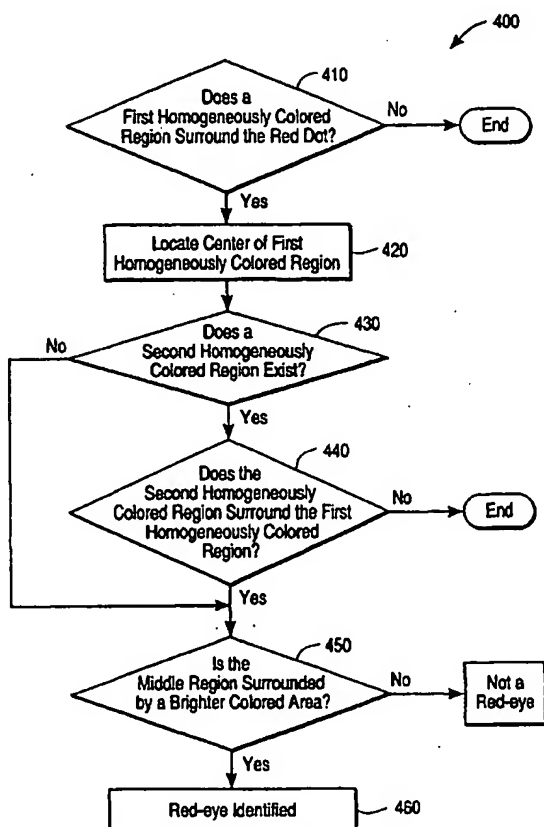 400
410
Does a
First Homogeneously Colored
Region Surround the Red Dot?
No
End
Yes
Locate Center of First
Homogeneously Colored Region
420
430
Does a
Second Homogeneously
Colored Region Exist?
No
Yes
440
Does the
Second Homogeneously
Colored Region Surround the First
Homogeneously Colored
Region?
No
End
Yes
450
Is the
Middle Region Surrounded
by a Brighter Colored Area?
No
Not a
Red-eye
Yes
Red-eye Identified
460